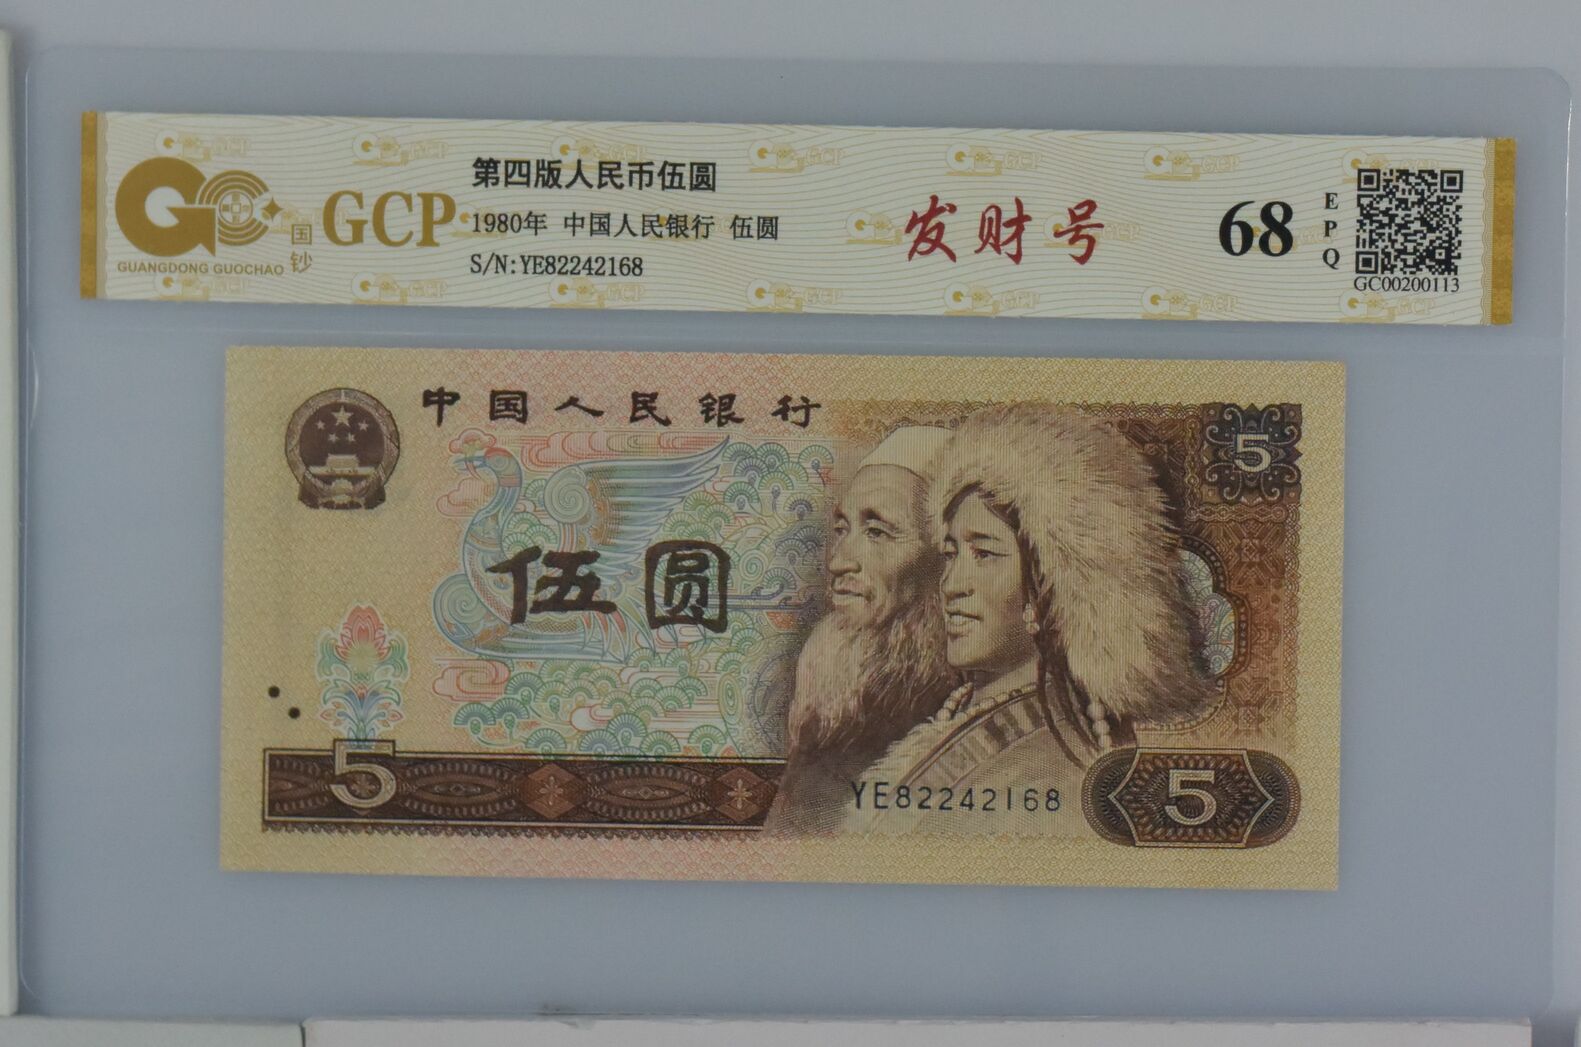 GCP
国钞
GUANGDONG GUOCHAO
第四版人民币伍圆
1980年 中国人民银行 伍圆
S/N:YE82242168
发财号
68
EPQ
GC00200113
中国人民银行
5
伍圆
5
YE82242168
5